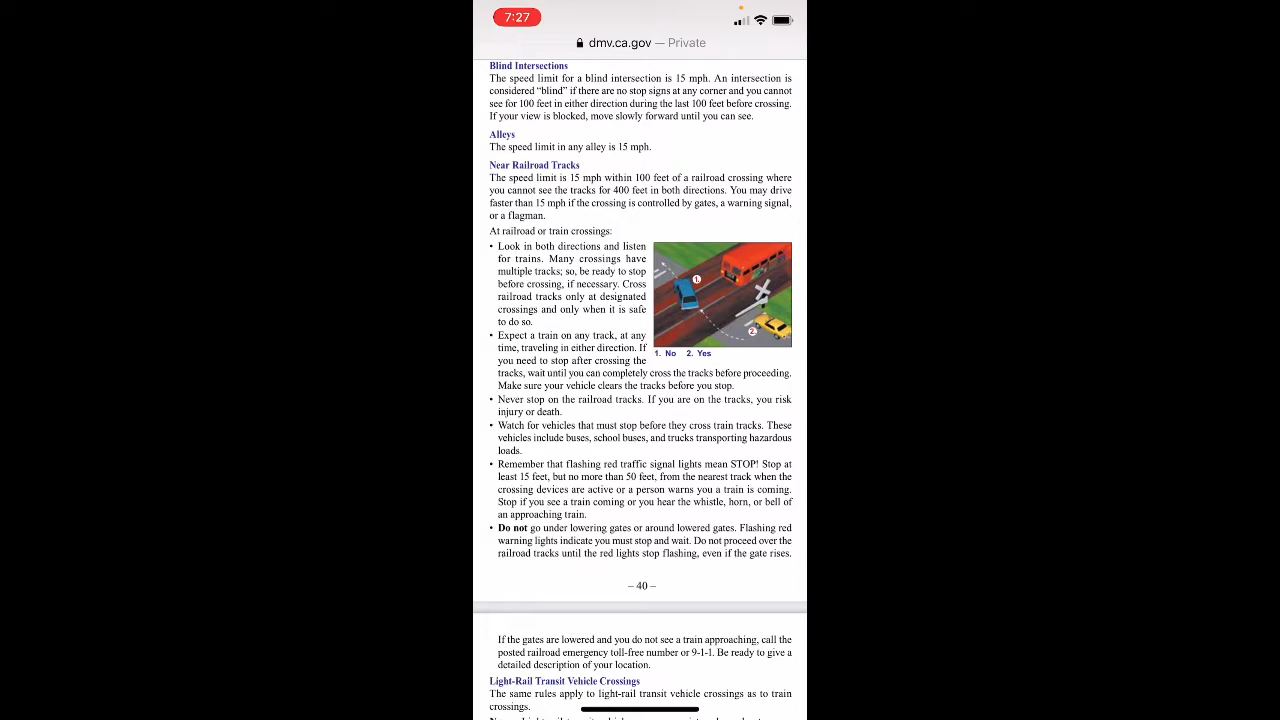 7:27
dmv.ca.gov — Private
Blind Intersections
The speed limit for a blind intersection is 15 mph. An intersection is
considered “blind” if there are no stop signs at any corner and you cannot
see for 100 feet in either direction during the last 100 feet before crossing.
If your view is blocked, move slowly forward until you can see.
Alleys
The speed limit in any alley is 15 mph.
Near Railroad Tracks
The speed limit is 15 mph within 100 feet of a railroad crossing where
you cannot see the tracks for 400 feet in both directions. You may drive
faster than 15 mph if the crossing is controlled by gates, a warning signal,
or a flagman.
At railroad or train crossings:
• Look in both directions and listen
for trains. Many crossings have
multiple tracks; so, be ready to stop
before crossing, if necessary. Cross
railroad tracks only at designated
crossings and only when it is safe
to do so.
• Expect a train on any track, at any
time, traveling in either direction. If
you need to stop after crossing the
tracks, wait until you can completely cross the tracks before proceeding.
Make sure your vehicle clears the tracks before you stop.
1.
2.
1. No 2. Yes
• Never stop on the railroad tracks. If you are on the tracks, you risk
injury or death.
• Watch for vehicles that must stop before they cross train tracks. These
vehicles include buses, school buses, and trucks transporting hazardous
loads.
• Remember that flashing red traffic signal lights mean STOP! Stop at
least 15 feet, but no more than 50 feet, from the nearest track when the
crossing devices are active or a person warns you a train is coming.
Stop if you see a train coming or you hear the whistle, horn, or bell of
an approaching train.
• Do not go under lowering gates or around lowered gates. Flashing red
warning lights indicate you must stop and wait. Do not proceed over the
railroad tracks until the red lights stop flashing, even if the gate rises.
– 40 –
If the gates are lowered and you do not see a train approaching, call the
posted railroad emergency toll-free number or 9-1-1. Be ready to give a
detailed description of your location.
Light-Rail Transit Vehicle Crossings
The same rules apply to light-rail transit vehicle crossings as to train
crossings.